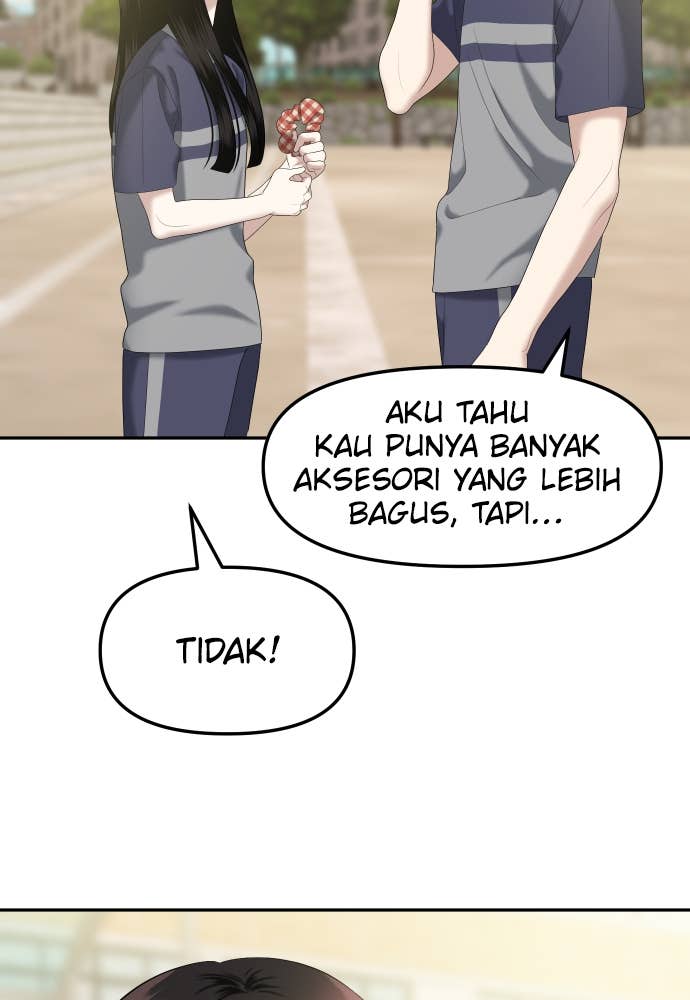 AKU TAHU
KAU PUNYA BANYAK
AKSESORI YANG LEBIH
BAGUS, TAPI...
TIDAK!